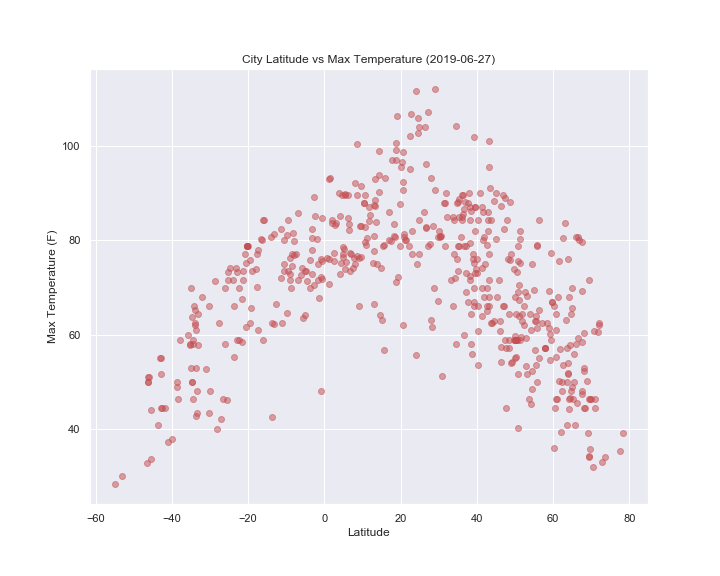 City Latitude vs Max Temperature (2019-06-27)
Max Temperature (F)
100
80
60
40
−60 −40 −20 0 20 40 60 80
Latitude